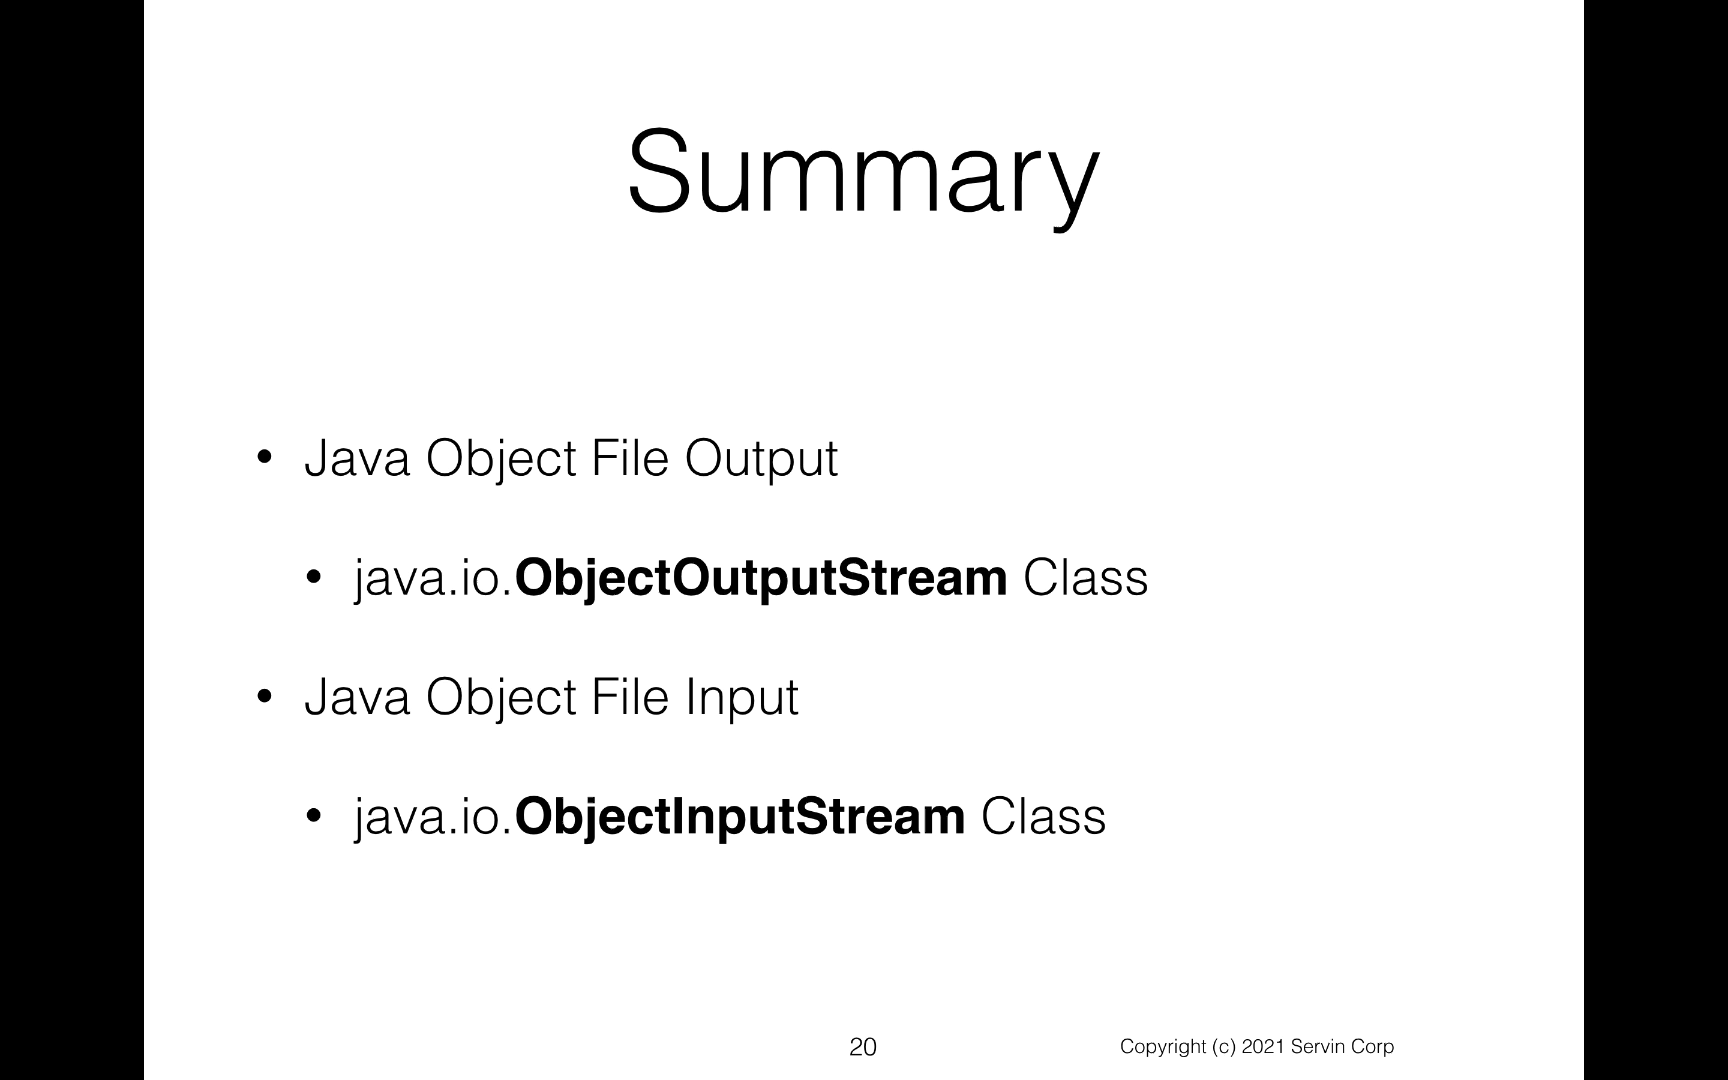 Summary
• Java Object File Output
• java.io.ObjectOutputStream Class
• Java Object File Input
• java.io.ObjectInputStream Class
20
Copyright (c) 2021 Servin Corp